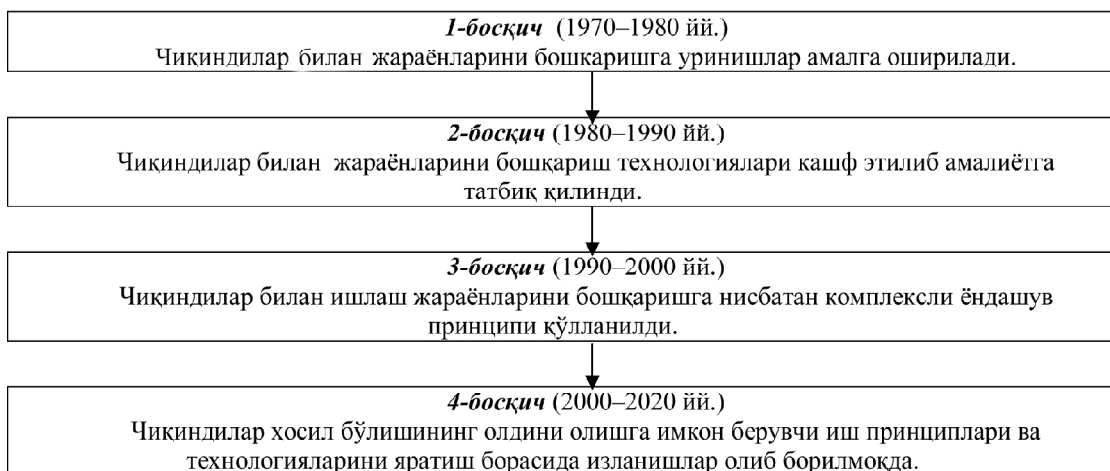 1-босқич (1970–1980 йй.)
Чиқиндилар билан жараёнларини бошкаришга уринишлар амалга оширилади.
2-босқич (1980–1990 йй.)
Чиқиндилар билан жараёнларини бошқариш технологиялари кашф этилиб амалиётга
татбиқ қилинди.
3-босқич (1990–2000 йй.)
Чиқиндилар билан ишлаш жараёнларини бошқаришга нисбатан комплексли ёндашув
принципи қўлланилди.
4-босқич (2000–2020 йй.)
Чиқиндилар хосил бўлишининг олдини олишга имкон берувчи иш принциплари ва
технологияларини яратиш борасида изланишлар олиб борилмоқда.